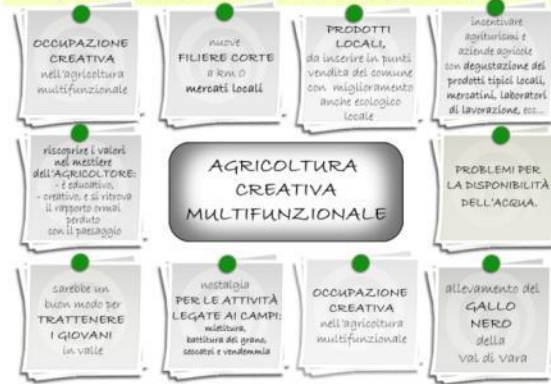 OCCUPAZIONE
CREATIVA
nell'agricoltura
multifunzionale
nuove
FILIERE CORTE
a km 0
mercati locali
PRODOTTI
LOCALI,
da inserire in punti
vendita del comune
con miglioramento
anche ecologico
locale
incentivare
agriturismi e
aziende agricole
con degustazione dei
prodotti tipici locali,
mercatini, laboratori
di lavorazione, ecc...
riscoprire i valori
nel mestiere
dell'AGRICOLTORE:
- è educativo,
- creativo, e si ritrova
il rapporto ormai
perduto
con il paesaggio
AGRICOLTURA
CREATIVA
MULTIFUNZIONALE
PROBLEMI PER
LA DISPONIBILITÀ
DELL'ACQUA.
sarebbe un
buon modo per
TRATTENERE
I GIOVANI
in valle
nostalgia
PER LE ATTIVITÀ
LEGATE AI CAMPI:
mietitura,
battitura del grano,
seccatoi e vendemmia
OCCUPAZIONE
CREATIVA
nell'agricoltura
multifunzionale
allevamento del
GALLO
NERO
della
Val di Vara